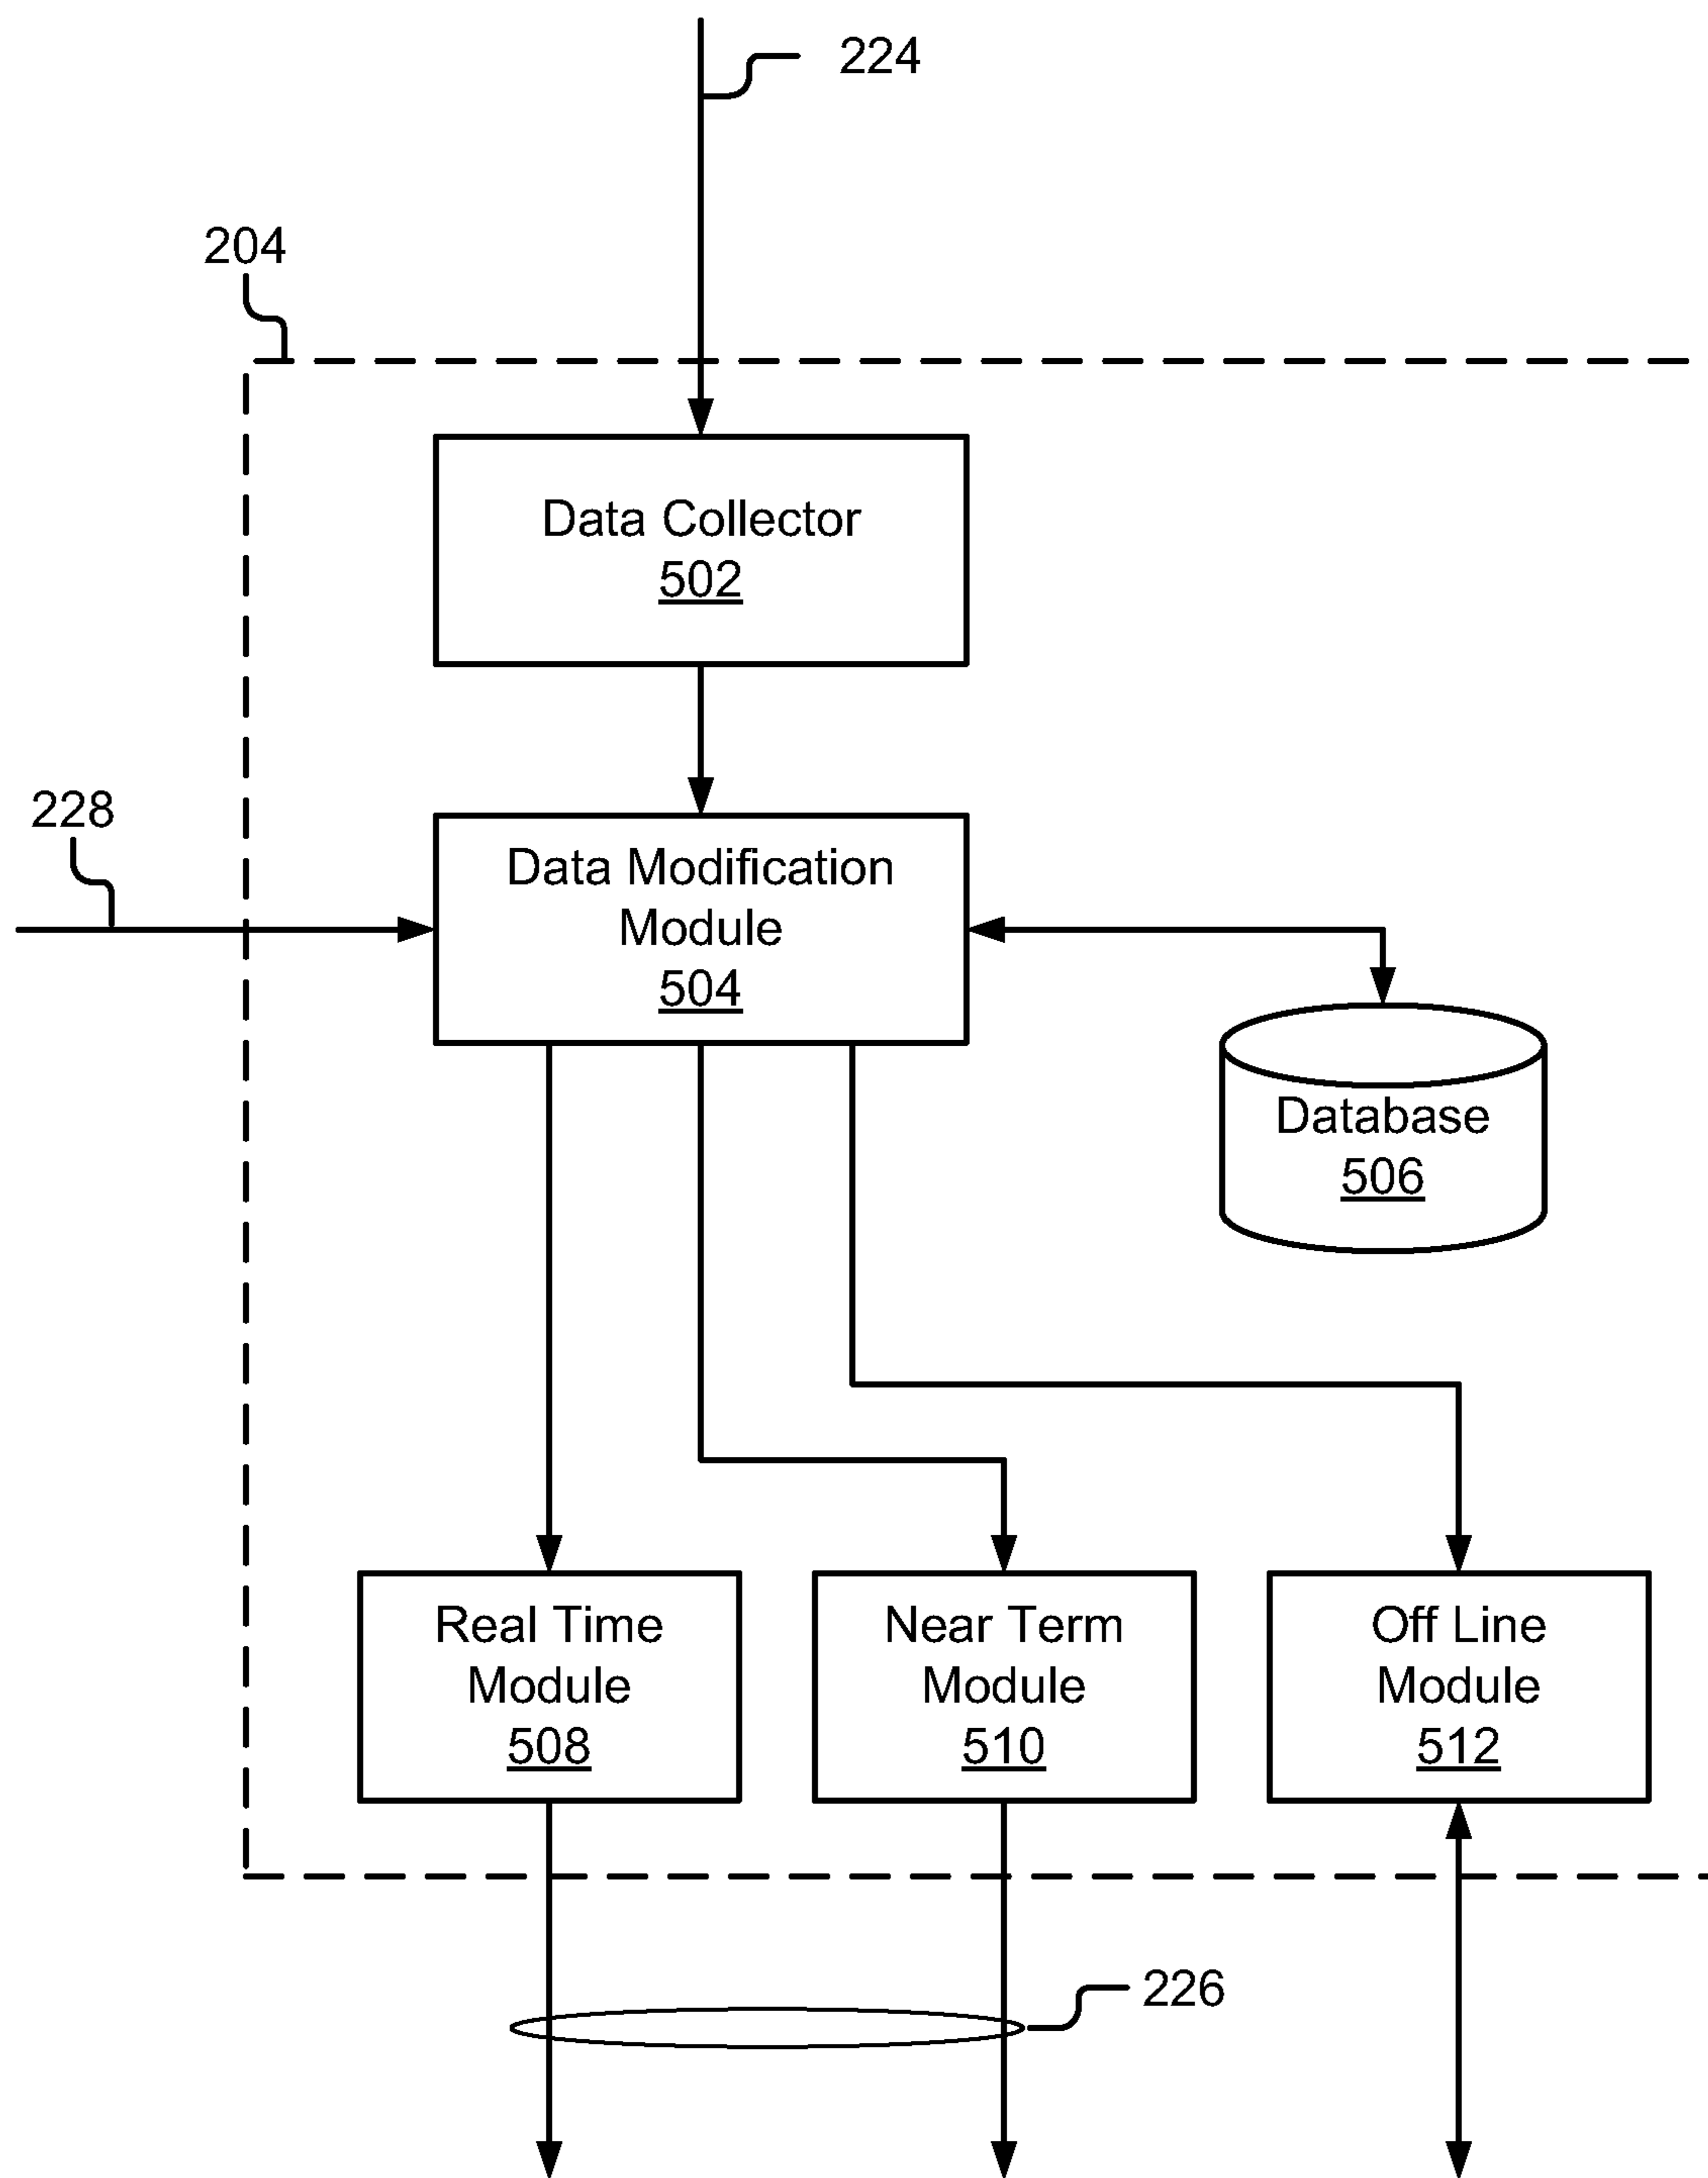 224
204
Data Collector
502
228
Data Modification
Module
504
Database
506
Real Time
Module
508
Near Term
Module
510
Off Line
Module
512
226